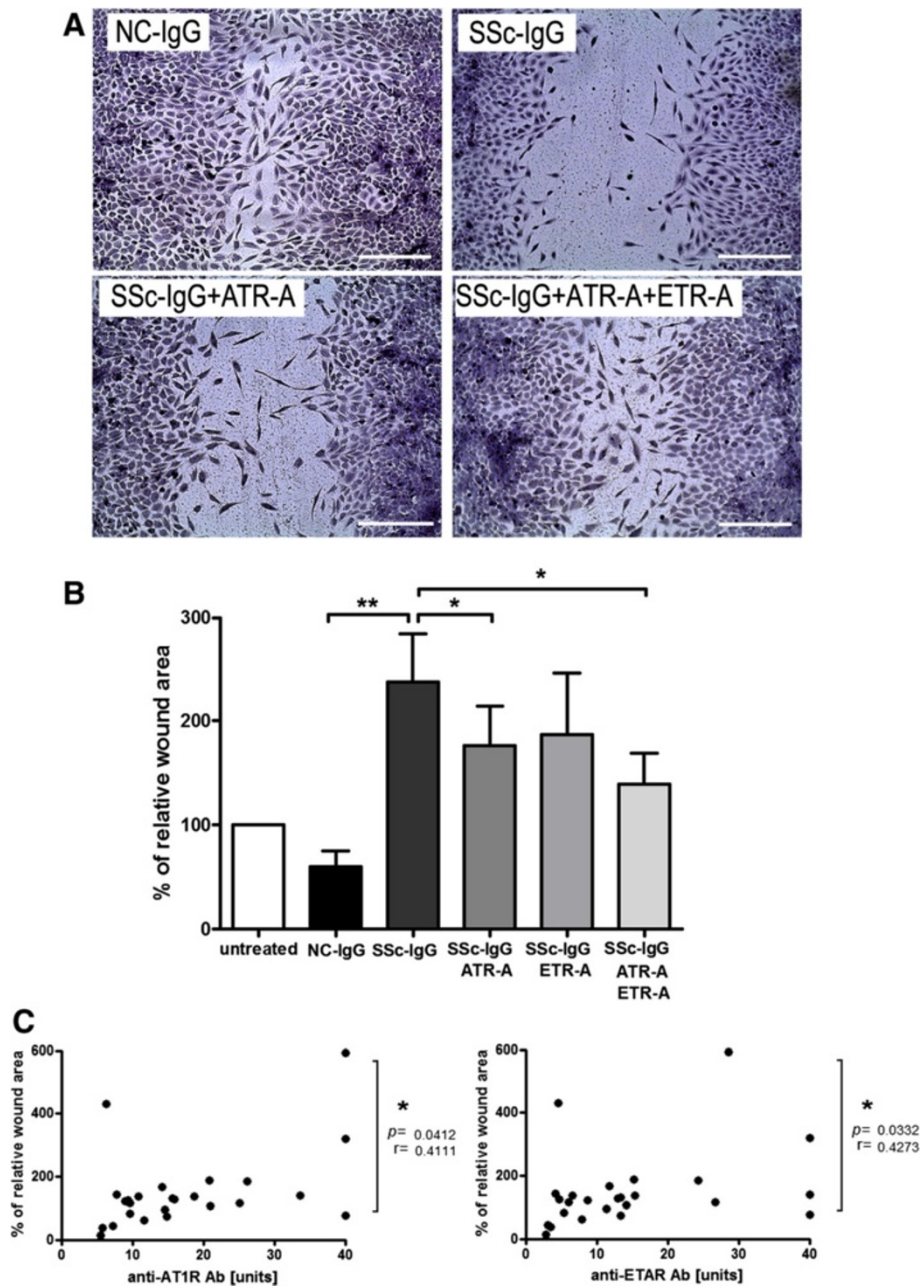 A
NC-IgG
SSc-IgG
SSc-IgG+ATR-A
SSc-IgG+ATR-A+ETR-A
B
% of relative wound area
300
200
100
0
**
*
*
untreated
NC-IgG
SSc-IgG
SSc-IgG
ATR-A
SSc-IgG
ETR-A
SSc-IgG
ATR-A
ETR-A
C
% of relative wound area
600
400
200
0
0
10
20
30
40
anti-AT1R Ab [units]
*
p= 0.0412
r= 0.4111
% of relative wound area
600
400
200
0
0
10
20
30
40
anti-ETAR Ab [units]
*
p= 0.0332
r= 0.4273